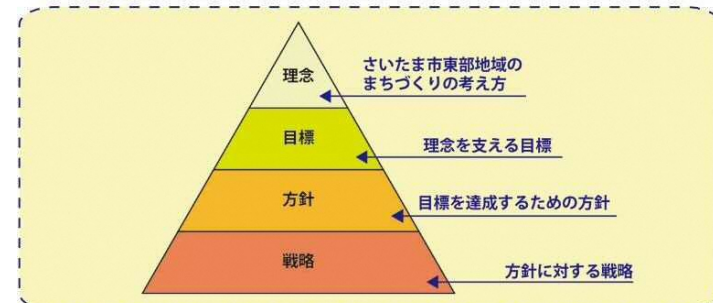 理念
さいたま市東部地域の
まちづくりの考え方
目標
理念を支える目標
方針
目標を達成するための方針
戦略
方針に対する戦略